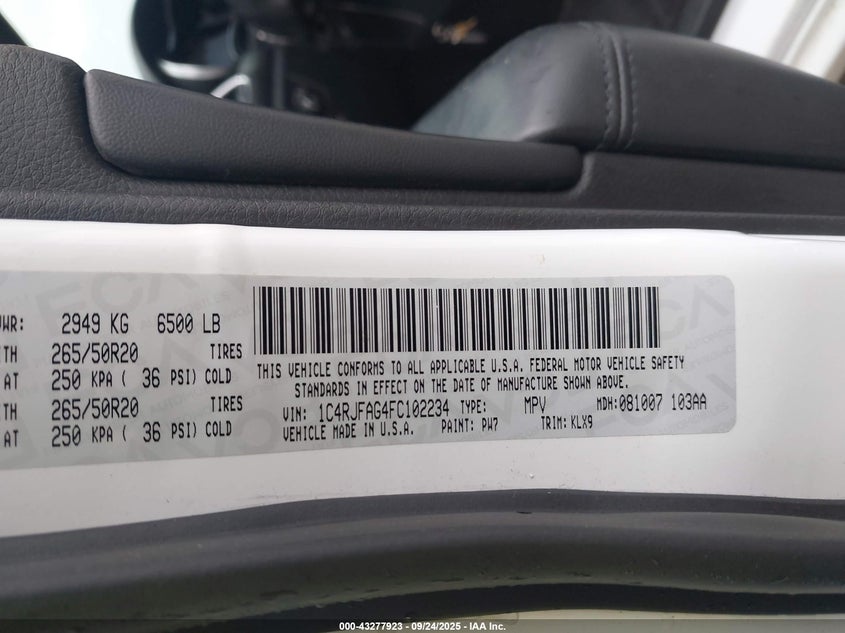 VWR: 2949 KG 6500 LB
ITH 265/50R20 TIRES
AT 250 KPA ( 36 PSI) COLD
ITH 265/50R20 TIRES
AT 250 KPA ( 36 PSI) COLD
THIS VEHICLE CONFORMS TO ALL APPLICABLE U.S.A. FEDERAL MOTOR VEHICLE SAFETY
STANDARDS IN EFFECT ON THE DATE OF MANUFACTURE SHOWN ABOVE.
VIN: 1C4RJFAG4FC102234 TYPE: MPV MDH:081007 103AA
VEHICLE MADE IN U.S.A. PAINT: PW7 TRIM: KLX9
000-43277923 - 09/24/2025 - IAA Inc.